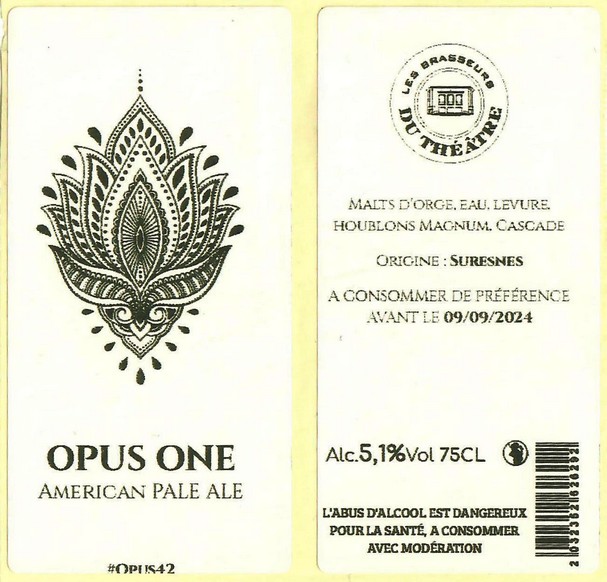 OPUS ONE
AMERICAN PALE ALE
#OPUS42
LES BRASSEURS
DU THÉÂTRE
MALTS D'ORGE, EAU, LEVURE,
HOUBLONS MAGNUM, CASCADE
ORIGINE : SURESNES
A CONSOMMER DE PRÉFÉRENCE
AVANT LE 09/09/2024
Alc.5,1%Vol 75CL
L'ABUS D'ALCOOL EST DANGEREUX
POUR LA SANTÉ, A CONSOMMER
AVEC MODÉRATION